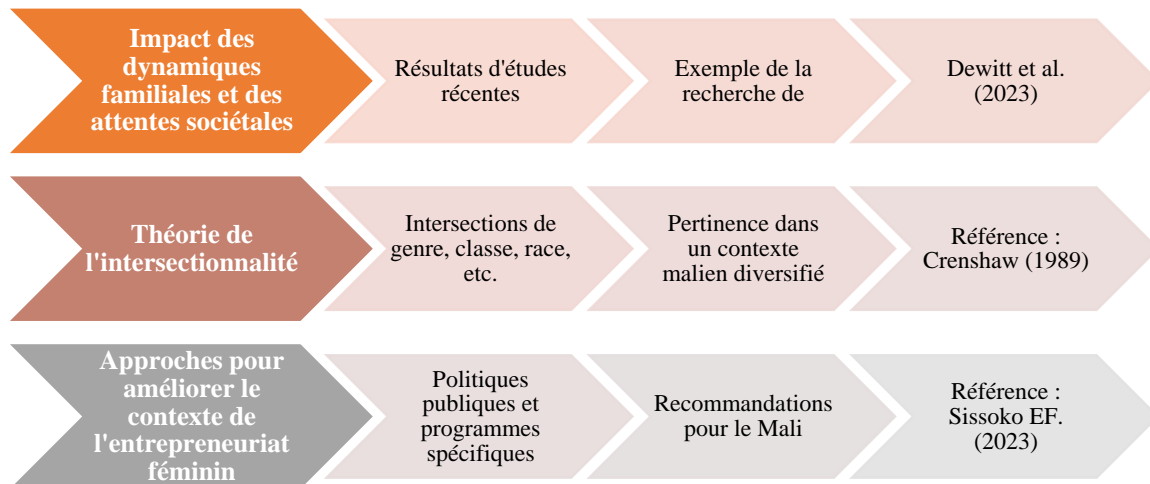 Impact des
dynamiques
familiales et des
attentes sociétales
Résultats d'études
récentes
Exemple de la
recherche de
Dewitt et al.
(2023)
Théorie de
l'intersectionnalité
Intersections de
genre, classe, race,
etc.
Pertinence dans
un contexte
malien diversifié
Référence :
Crenshaw (1989)
Approches pour
améliorer le
contexte de
l'entrepreneuriat
féminin
Politiques
publiques et
programmes
spécifiques
Recommandations
pour le Mali
Référence :
Sissoko EF.
(2023)